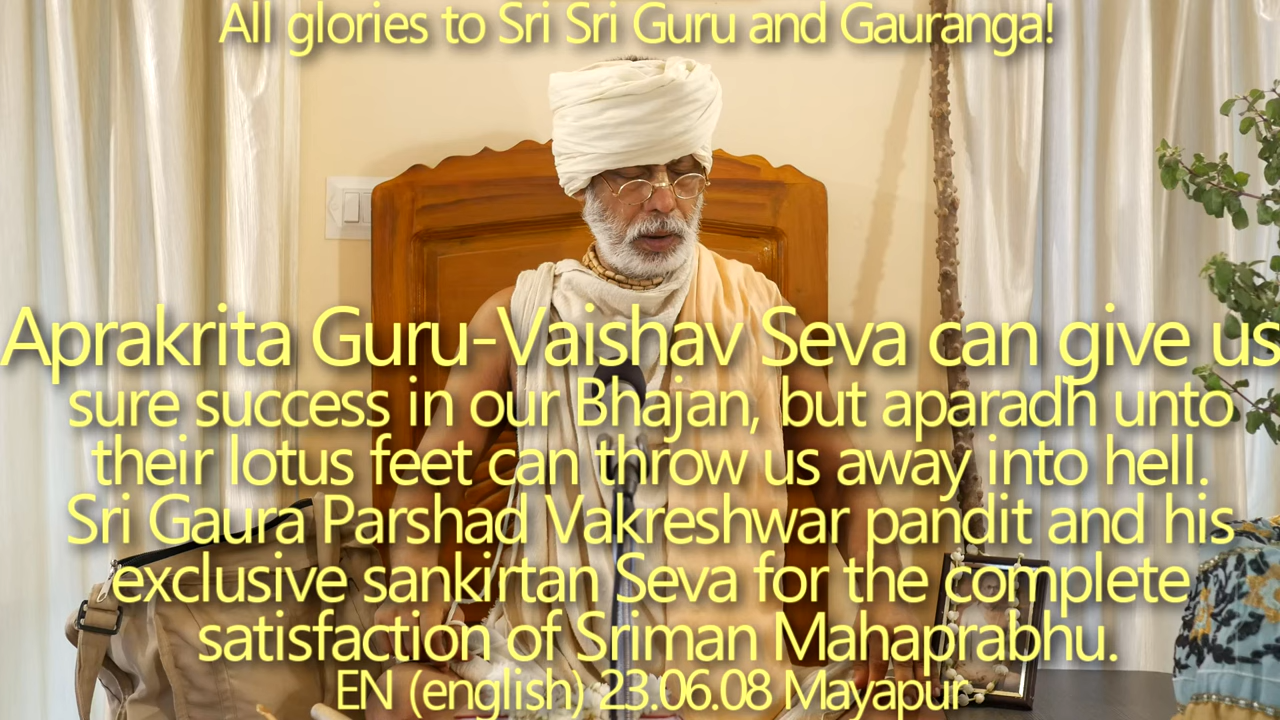 All glories to Sri Sri Guru and Gauranga!
Aprakrita Guru-Vaishav Seva can give us
sure success in our Bhajan, but aparadh unto
their lotus feet can throw us away into hell.
Sri Gaura Parshad Vakreshwar pandit and his
exclusive sankirtan Seva for the complete
satisfaction of Sriman Mahaprabhu.
EN (english) 23.06.08 Mayapur